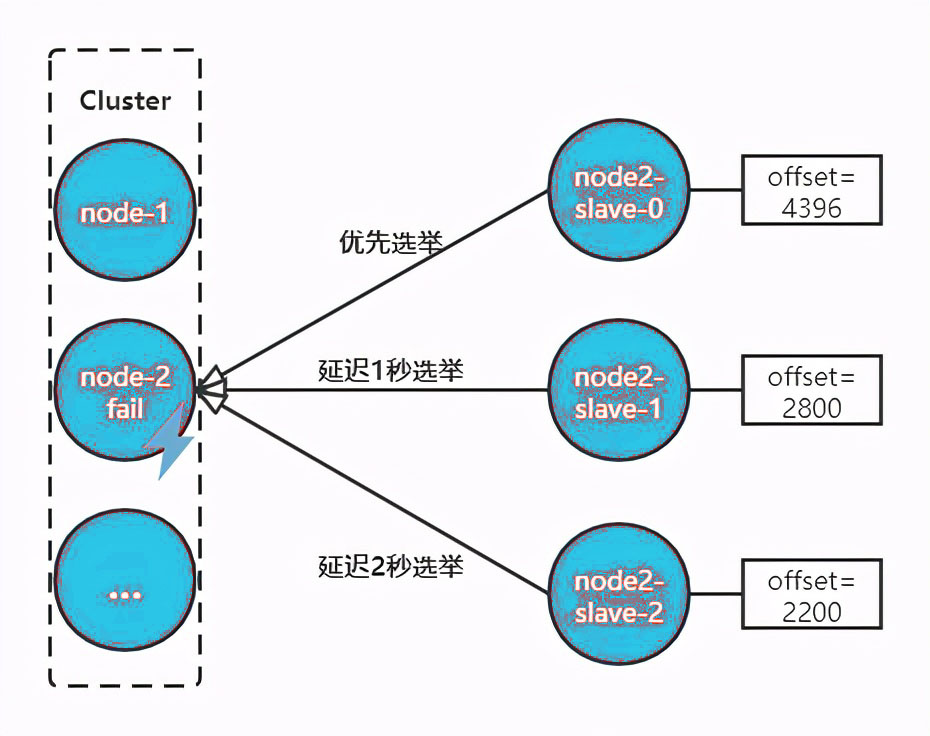 Cluster
node-1
node-2
fail
...
优先选举
延迟1秒选举
延迟2秒选举
node2-
slave-0
offset=
4396
node2-
slave-1
offset=
2800
node2-
slave-2
offset=
2200